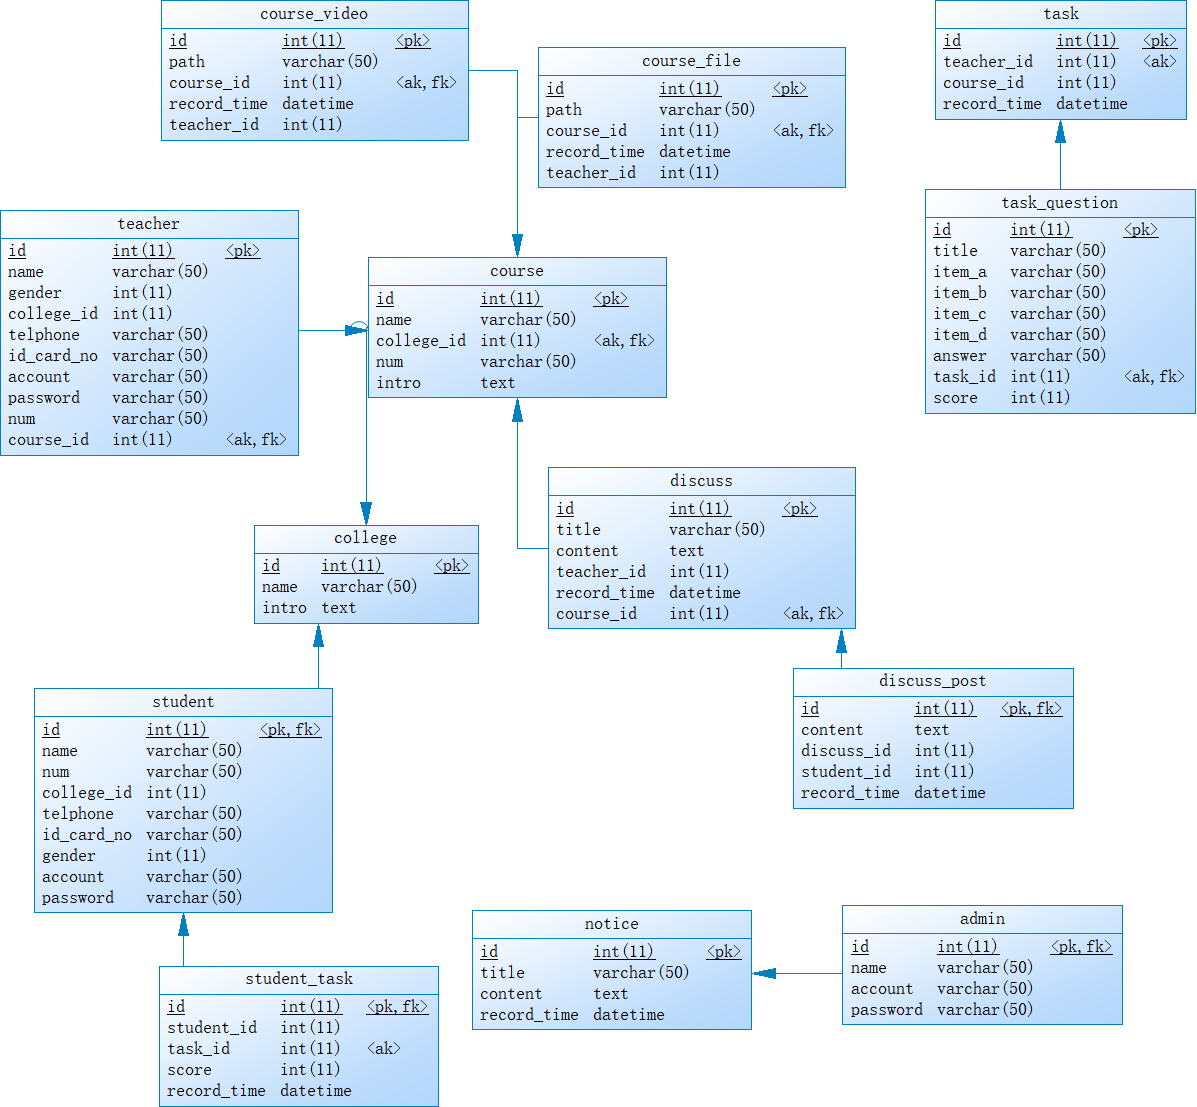 course_video
id int(11) <pk>
path varchar(50)
course_id int(11) <ak,fk>
record_time datetime
teacher_id int(11)
course_file
id int(11) <pk>
path varchar(50)
course_id int(11) <ak,fk>
record_time datetime
teacher_id int(11)
task
id int(11) <pk>
teacher_id int(11) <ak>
course_id int(11)
record_time datetime
task_question
id int(11) <pk>
title varchar(50)
item_a varchar(50)
item_b varchar(50)
item_c varchar(50)
item_d varchar(50)
answer varchar(50)
task_id int(11) <ak,fk>
score int(11)
teacher
id int(11) <pk>
name varchar(50)
gender int(11)
college_id int(11)
telphone varchar(50)
id_card_no varchar(50)
account varchar(50)
password varchar(50)
num varchar(50)
course_id int(11) <ak,fk>
course
id int(11) <pk>
name varchar(50)
college_id int(11) <ak,fk>
num varchar(50)
intro text
discuss
id int(11) <pk>
title varchar(50)
content text
teacher_id int(11)
record_time datetime
course_id int(11) <ak,fk>
college
id int(11) <pk>
name varchar(50)
intro text
discuss_post
id int(11) <pk,fk>
content text
discuss_id int(11)
student_id int(11)
record_time datetime
student
id int(11) <pk,fk>
name varchar(50)
num varchar(50)
college_id int(11)
telphone varchar(50)
id_card_no varchar(50)
gender int(11)
account varchar(50)
password varchar(50)
notice
id int(11) <pk>
title varchar(50)
content text
record_time datetime
admin
id int(11) <pk,fk>
name varchar(50)
account varchar(50)
password varchar(50)
student_task
id int(11) <pk,fk>
student_id int(11)
task_id int(11) <ak>
score int(11)
record_time datetime